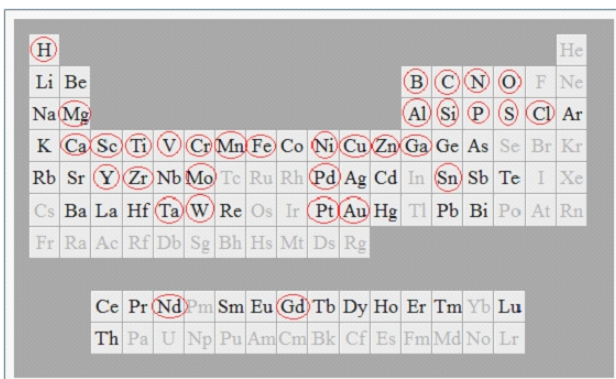 H He
Li Be B C N O F Ne
Na Mg Al Si P S Cl Ar
K Ca Sc Ti V Cr Mn Fe Co Ni Cu Zn Ga Ge As Se Br Kr
Rb Sr Y Zr Nb Mo Tc Ru Rh Pd Ag Cd In Sn Sb Te I Xe
Cs Ba La Hf Ta W Re Os Ir Pt Au Hg Tl Pb Bi Po At Rn
Fr Ra Ac Rf Db Sg Bh Hs Mt Ds Rg
Ce Pr Nd Pm Sm Eu Gd Tb Dy Ho Er Tm Yb Lu
Th Pa U Np Pu Am Cm Bk Cf Es Fm Md No Lr